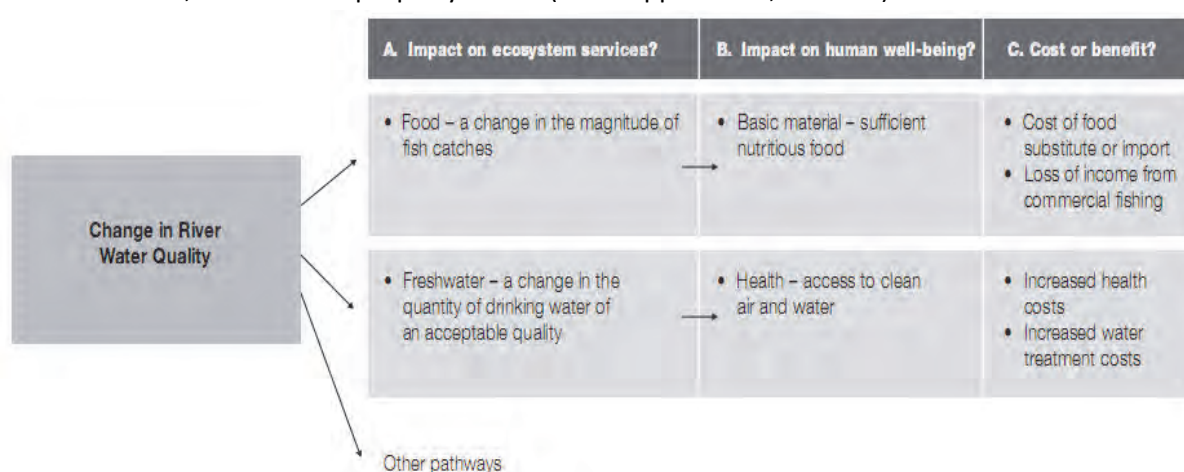 A. Impact on ecosystem services?
B. Impact on human well-being?
C. Cost or benefit?
Change in River
Water Quality
• Food – a change in the magnitude of
fish catches
• Basic material – sufficient
nutritious food
• Cost of food
substitute or import
• Loss of income from
commercial fishing
• Freshwater – a change in the
quantity of drinking water of
an acceptable quality
• Health – access to clean
air and water
• Increased health
costs
• Increased water
treatment costs
Other pathways